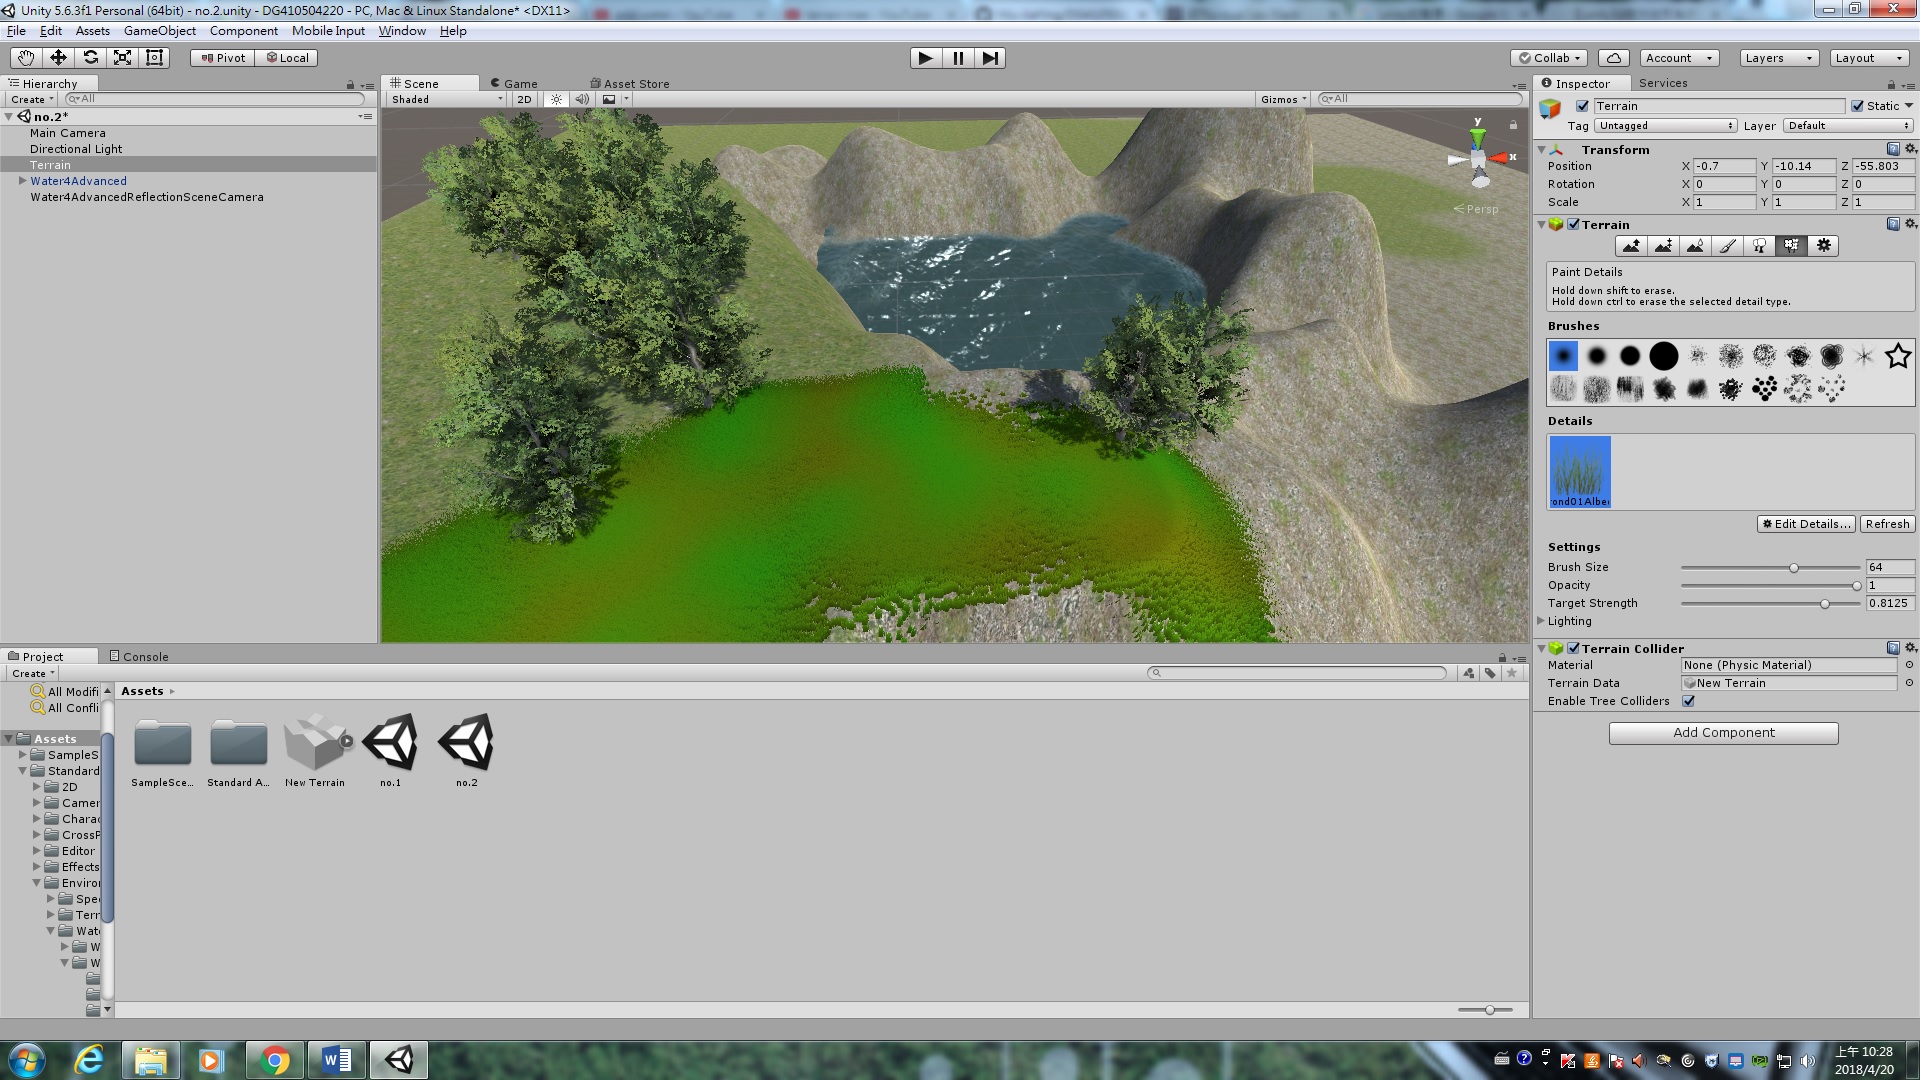 Unity 5.6.3f1 Personal (64bit) - no.2.unity - DG410504220 - PC, Mac & Linux Standalone* <DX11>
File Edit Assets GameObject Component Mobile Input Window Help
Pivot Local
Collab Account Layers Layout
Hierarchy
Create All
no.2*
Main Camera
Directional Light
Terrain
Water4Advanced
Water4AdvancedReflectionSceneCamera
Scene Game Asset Store
Shaded 2D Gizmos All
y
x
Persp
Inspector Services
Terrain Static
Tag Untagged Layer Default
Transform
Position X -0.7 Y -10.14 Z -55.803
Rotation X 0 Y 0 Z 0
Scale X 1 Y 1 Z 1
Terrain
Paint Details
Hold down shift to erase.
Hold down ctrl to erase the selected detail type.
Brushes
Details
rond01Albe
Edit Details... Refresh
Settings
Brush Size 64
Opacity 1
Target Strength 0.8125
Lighting
Terrain Collider
Material None (Physic Material)
Terrain Data New Terrain
Enable Tree Colliders
Add Component
Project Console
Create
All Modifi
All Confli
Assets
SampleS
Standard
2D
Camer
Charac
CrossP
Editor
Effects
Enviro
Spe
Terr
Wate
W
W
Assets
SampleSce...
Standard A...
New Terrain
no.1
no.2
上午 10:28
2018/4/20